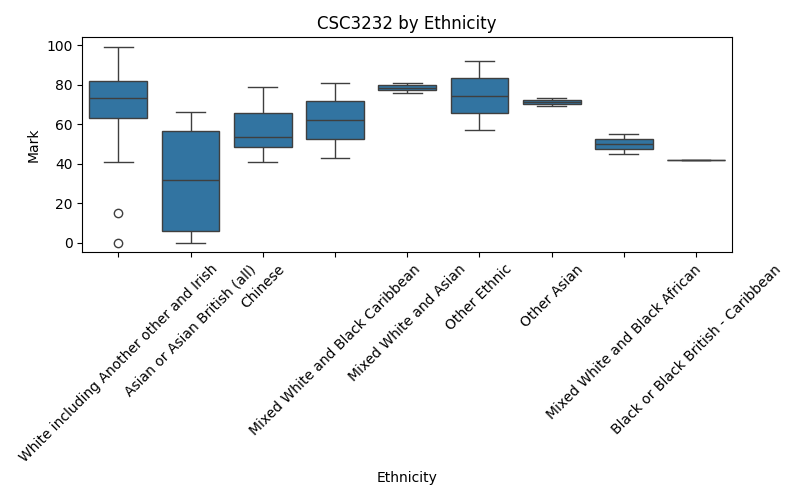 CSC3232 by Ethnicity
Mark
100
80
60
40
20
0
White including Another other and Irish
Asian or Asian British (all)
Chinese
Mixed White and Black Caribbean
Mixed White and Asian
Other Ethnic
Other Asian
Mixed White and Black African
Black or Black British - Caribbean
Ethnicity